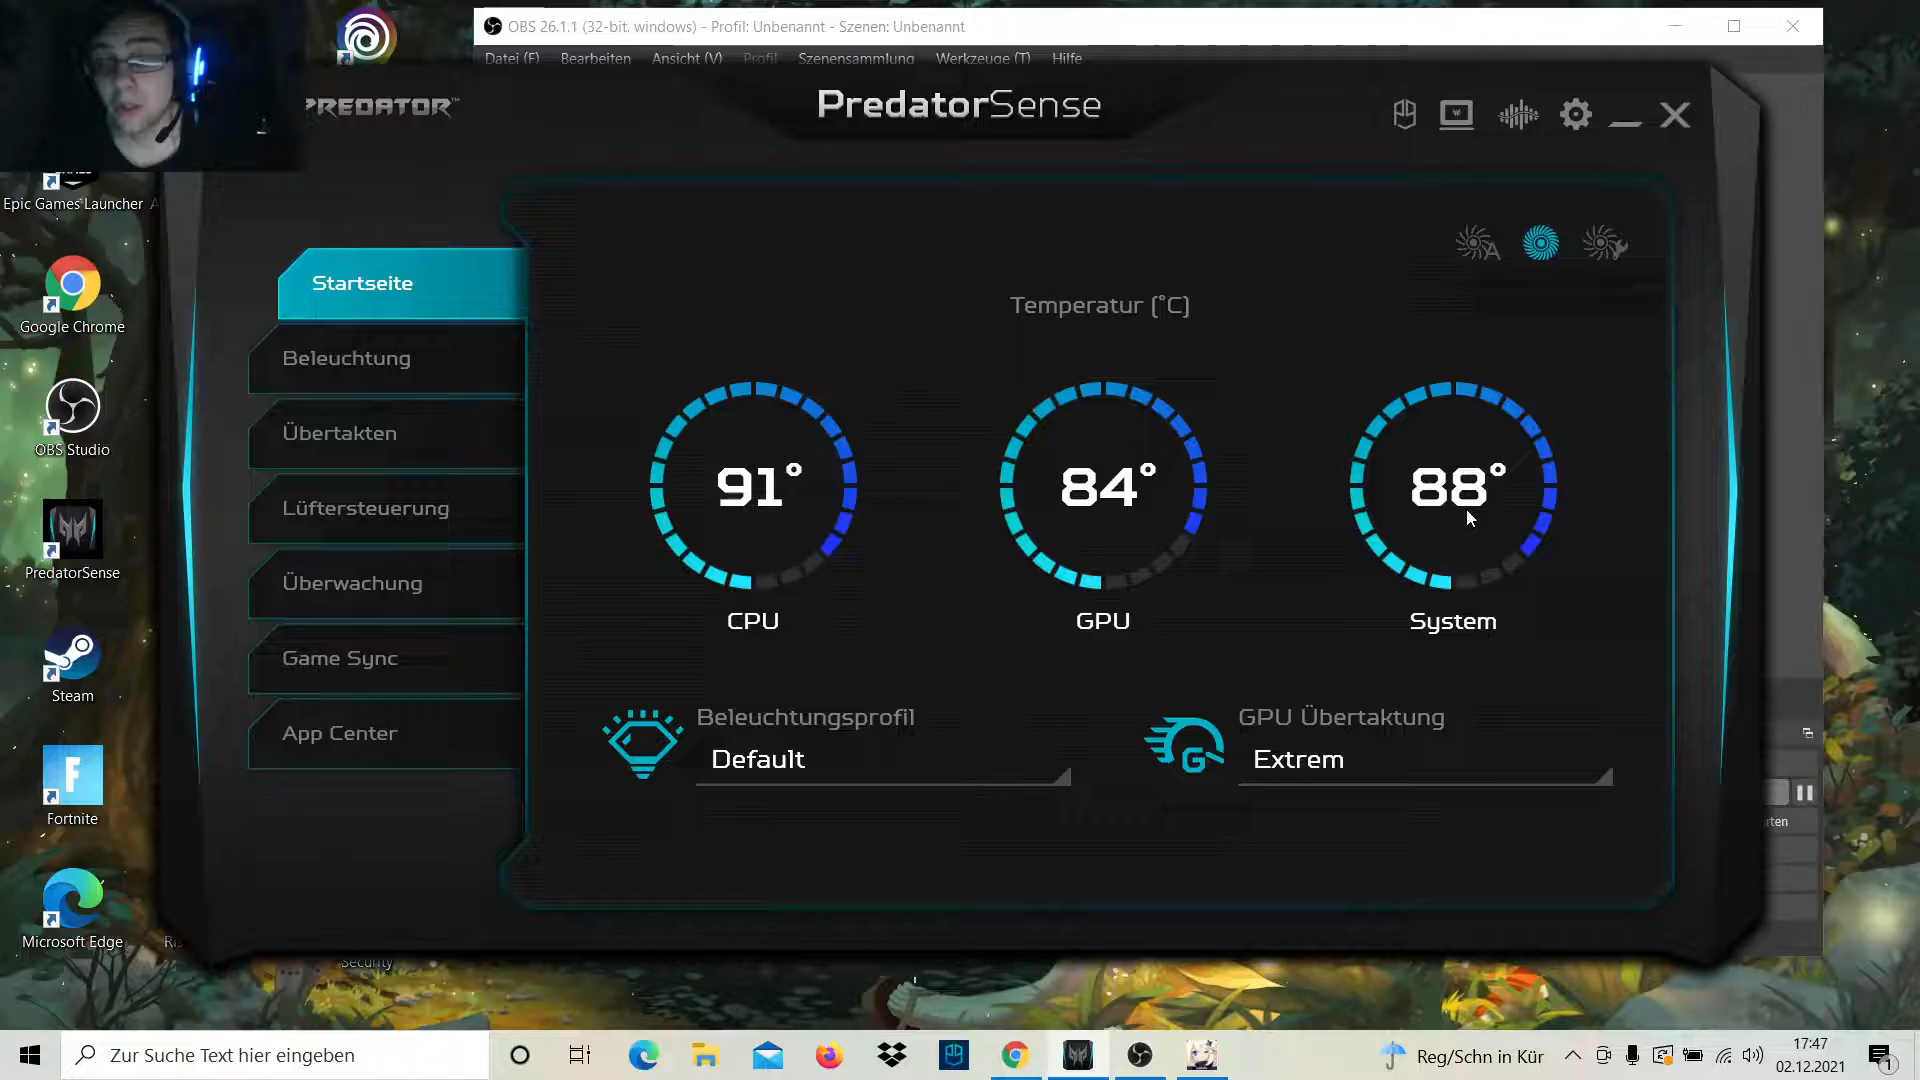 OBS 26.1.1 (32-bit, windows) - Profil: Unbenannt - Szenen: Unbenannt
Datei (F) Bearbeiten Ansicht (V) Profil Szenensammlung Werkzeuge (T) Hilfe
PREDATOR™
PredatorSense
Epic Games Launcher A
Google Chrome
OBS Studio
PredatorSense
Steam
Fortnite
Microsoft Edge
Security
Startseite
Beleuchtung
Übertakten
Lüftersteuerung
Überwachung
Game Sync
App Center
Temperatur (°C)
91°
84°
88°
CPU
GPU
System
Beleuchtungsprofil
Default
GPU Übertaktung
Extrem
Zur Suche Text hier eingeben
Reg/Schn in Kür
17:47
02.12.2021
1